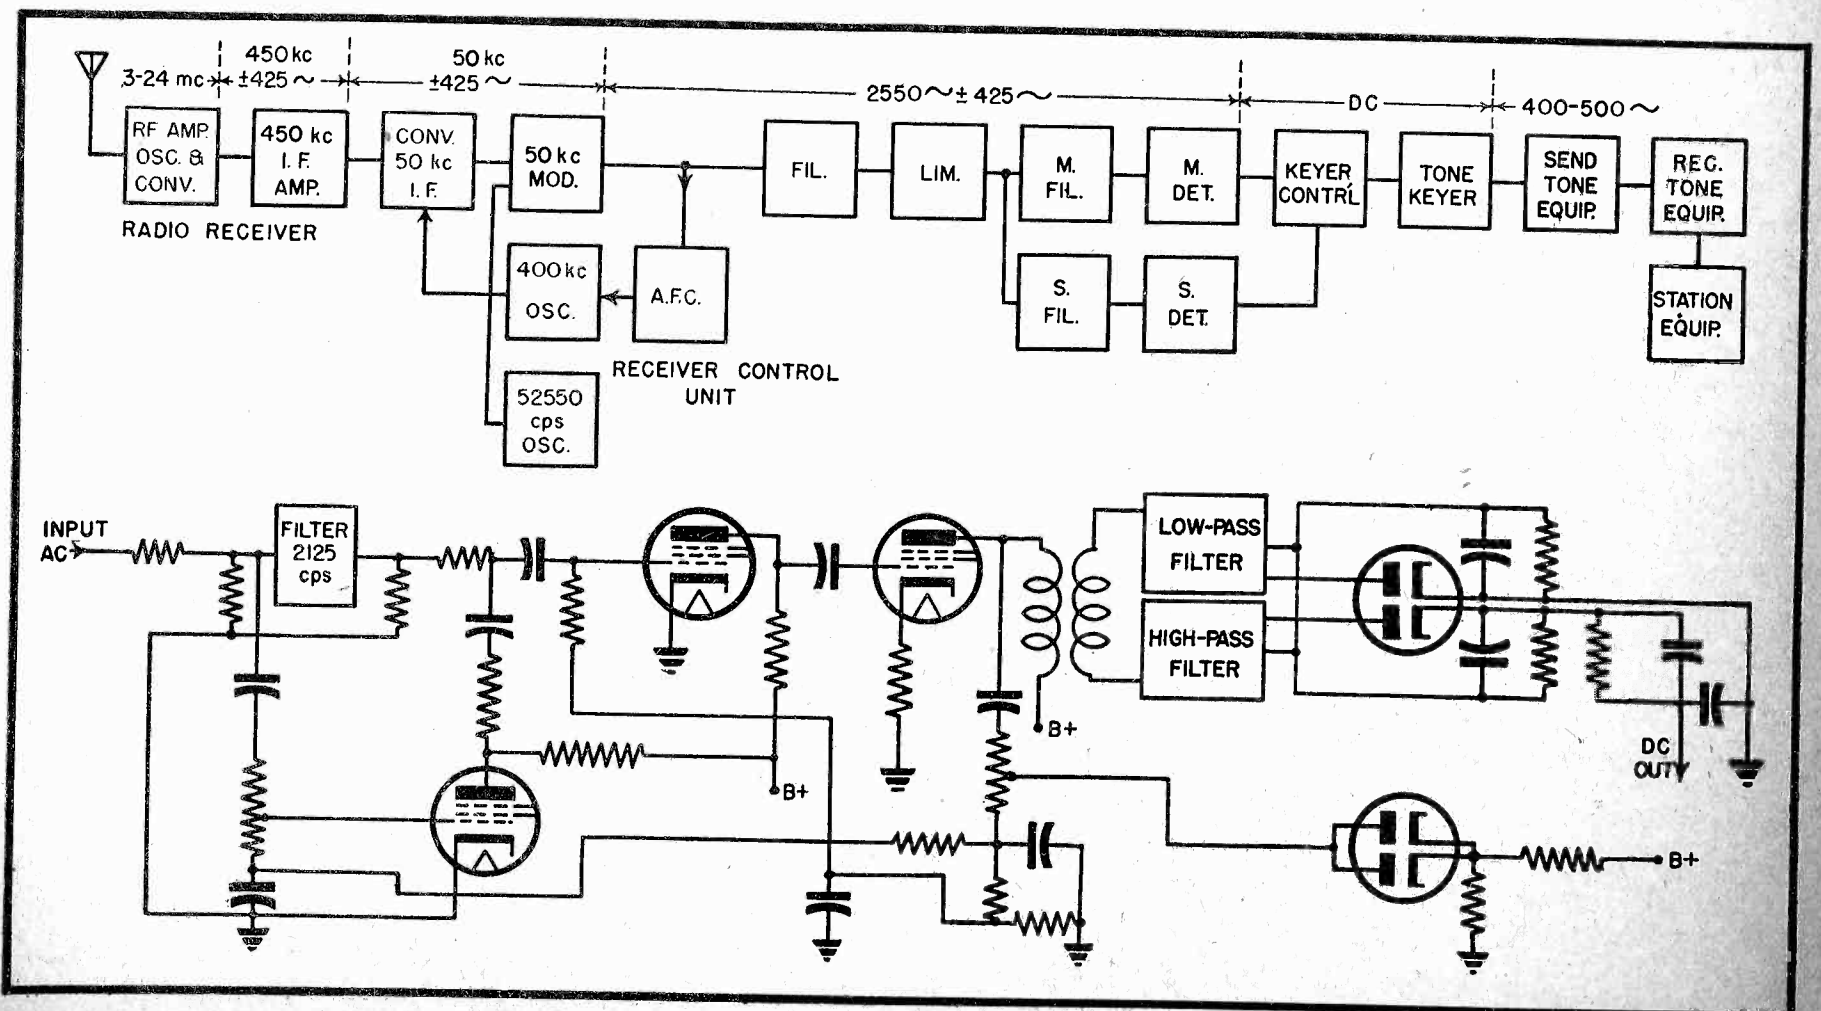 3-24 mc
450 kc
±425~
50 kc
±425~
2550~±425~
DC
400-500~
RF AMP.
OSC. &
CONV.
450 kc
I. F.
AMP.
CONV.
50 kc
I. F.
50 kc
MOD.
FIL.
LIM.
M.
FIL.
M.
DET.
KEYER
CONTRL
TONE
KEYER
SEND
TONE
EQUIP.
REC.
TONE
EQUIP.
RADIO RECEIVER
400 kc
OSC.
A.F.C.
S.
FIL.
S.
DET.
STATION
EQUIP.
RECEIVER CONTROL
UNIT
52550
cps
OSC.
INPUT
AC
FILTER
2125
cps
LOW-PASS
FILTER
HIGH-PASS
FILTER
B+
B+
DC
OUT
B+